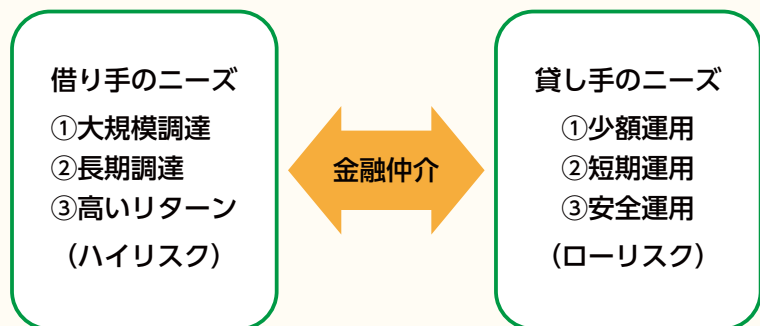 借り手のニーズ
①大規模調達
②長期調達
③高いリターン
（ハイリスク）
金融仲介
貸し手のニーズ
①少額運用
②短期運用
③安全運用
（ローリスク）